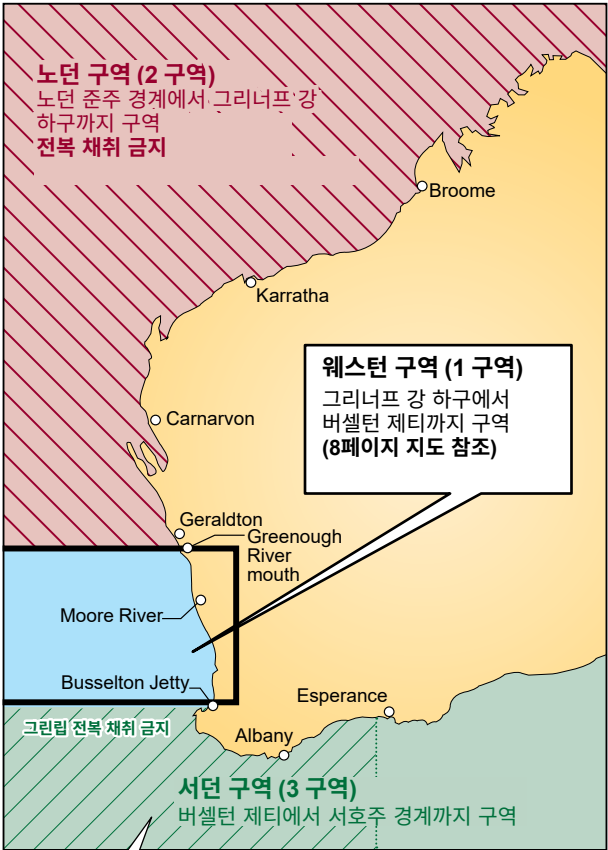 노던 구역 (2 구역)
노던 준주 경계에서 그리너프 강
하구까지 구역
전복 채취 금지
Broome
Karratha
웨스턴 구역 (1 구역)
그리너프 강 하구에서
버셀턴 제티까지 구역
(8페이지 지도 참조)
Carnarvon
Geraldton
Greenough
River
mouth
Moore River
Busselton Jetty
Esperance
그린립 전복 채취 금지
Albany
서던 구역 (3 구역)
버셀턴 제티에서 서호주 경계까지 구역